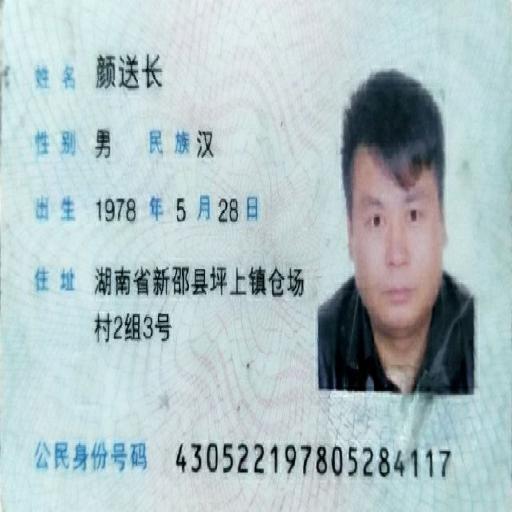 姓名 颜送长
性别 男 民族 汉
出生 1978 年 5 月 28 日
住址 湖南省新邵县坪上镇仓场
村2组3号
公民身份号码 430522197805284117